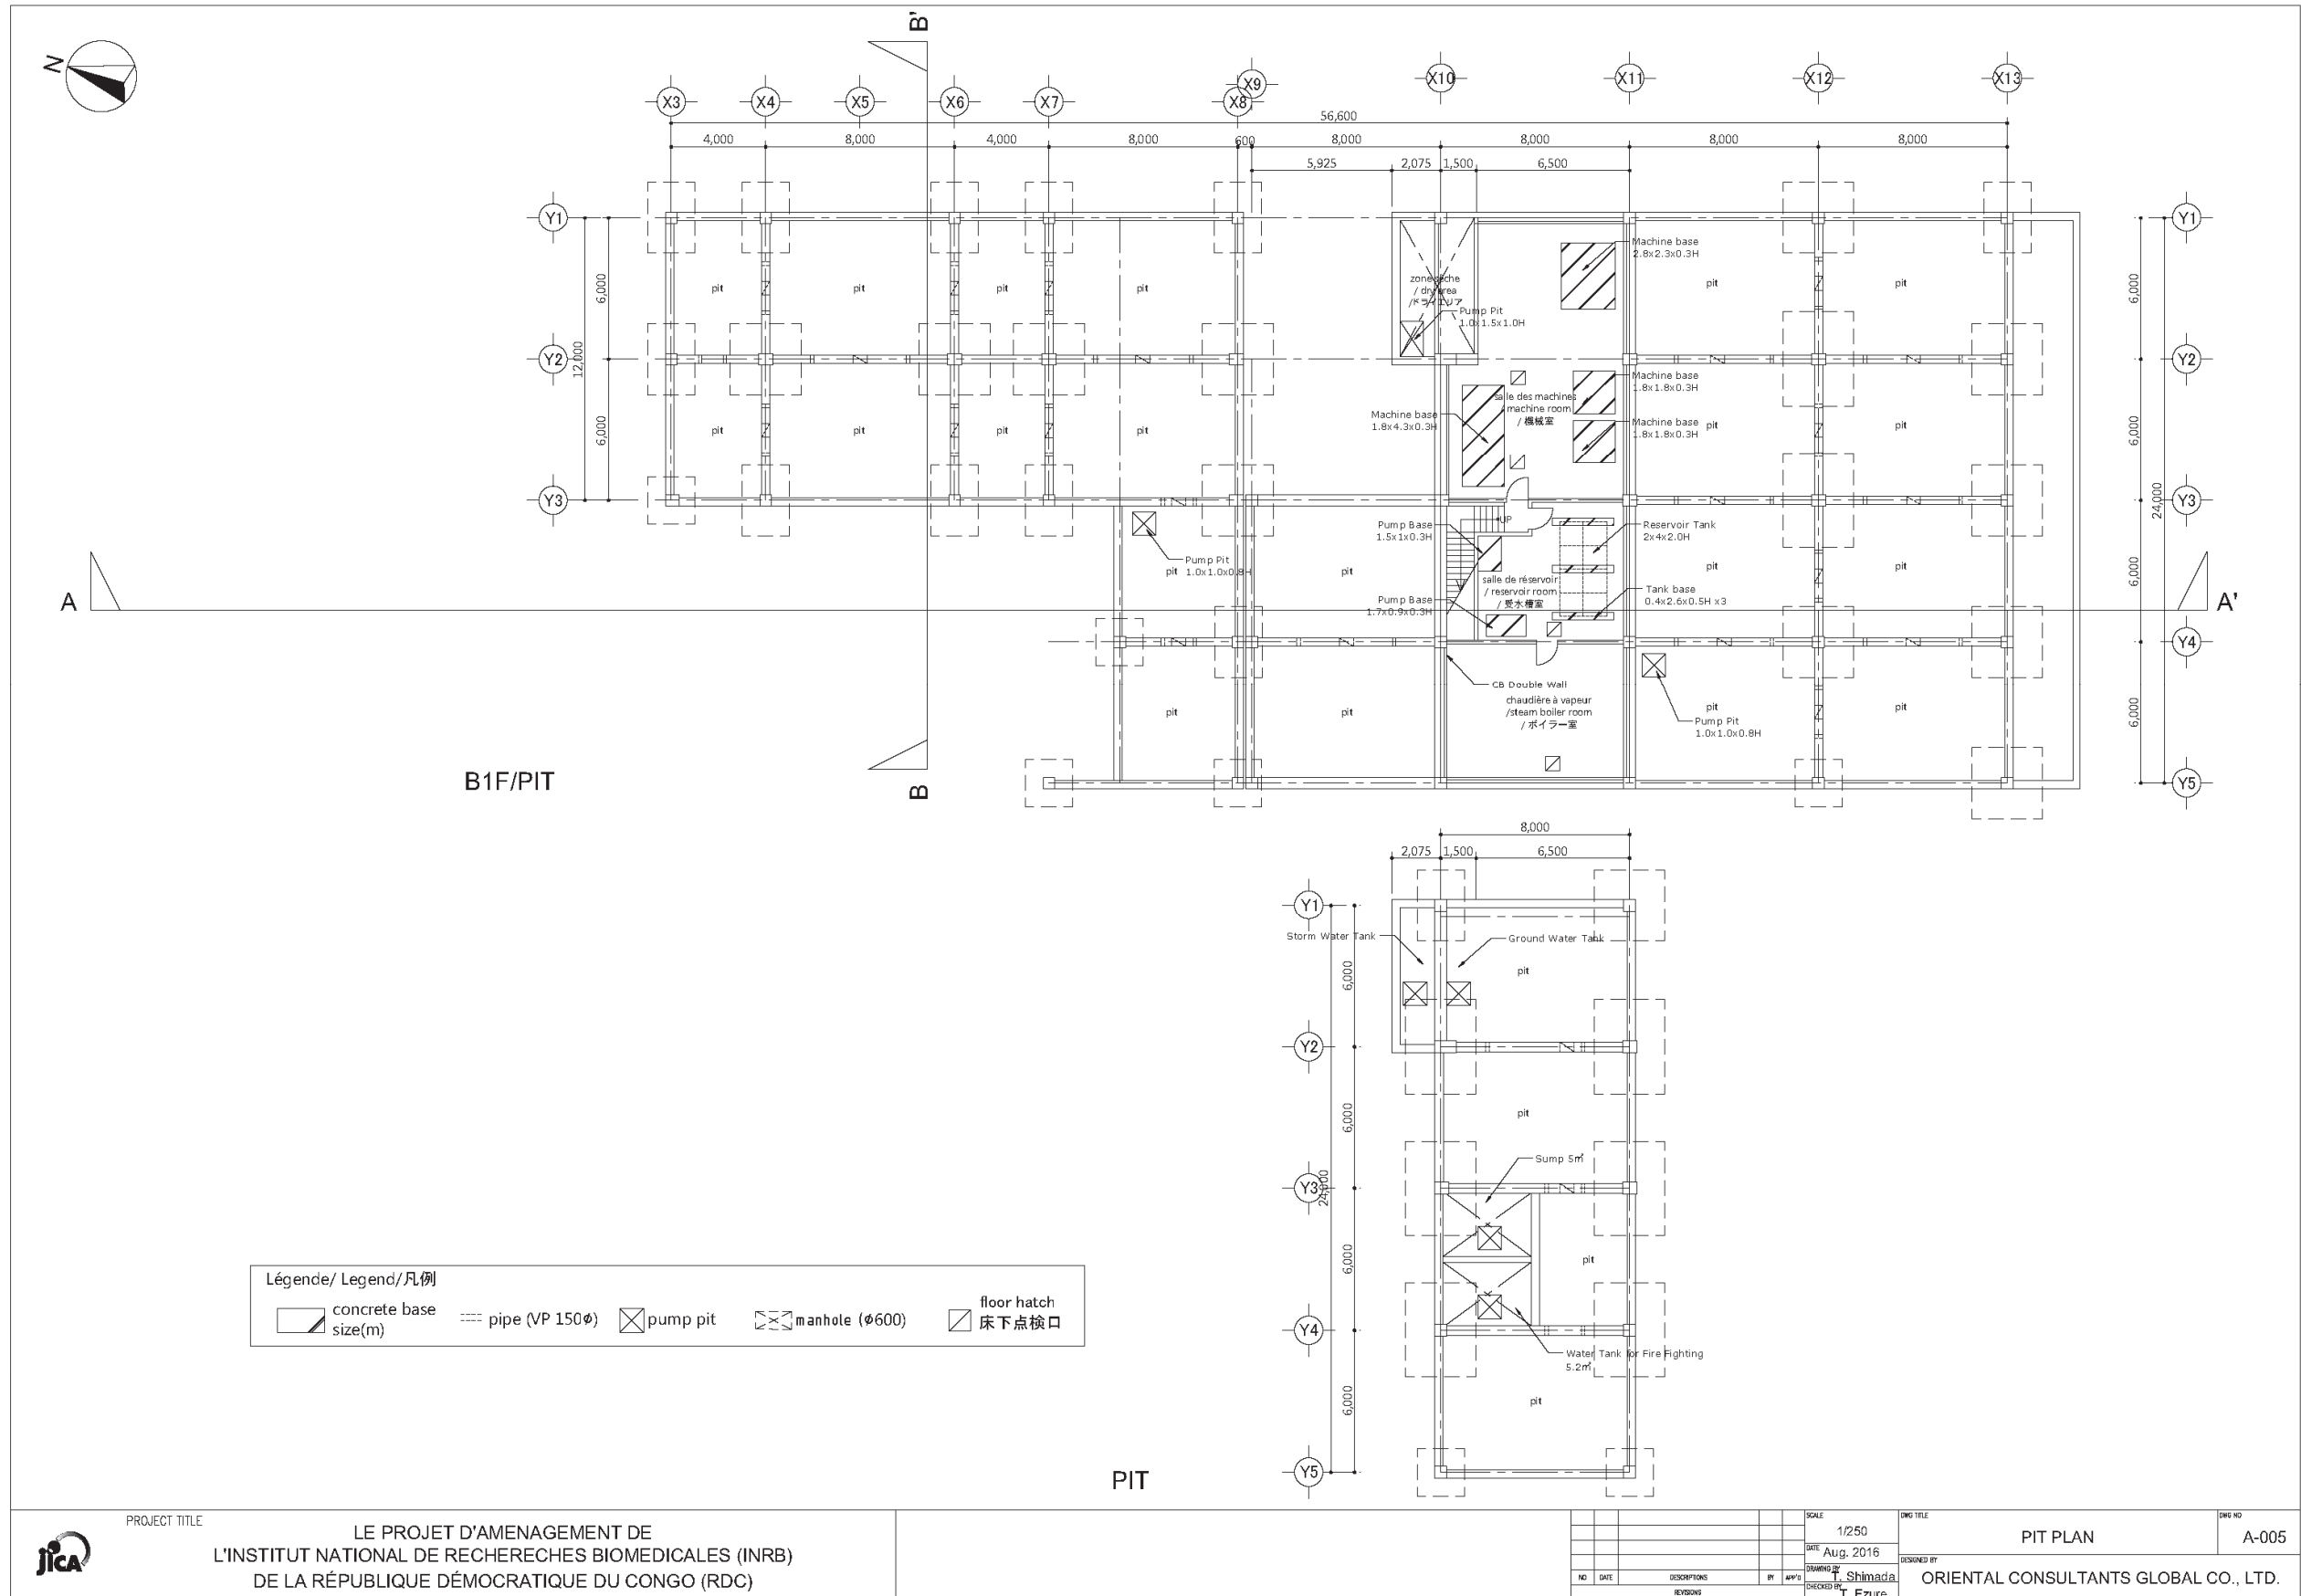 N
B'
X3
X4
X5
X6
X7
X8
X9
X10
X11
X12
X13
56,600
4,000
8,000
4,000
8,000
600
8,000
8,000
8,000
8,000
5,925
2,075
1,500
6,500
Y1
Y2
Y3
6,000
6,000
12,000
pit
pit
pit
pit
pit
pit
pit
pit
zone sèche
/ dry area
/ドライエリア
Pump Pit
1.0x1.5x1.0H
Machine base
2.8x2.3x0.3H
pit
pit
Machine base
1.8x1.8x0.3H
salle des machines
/ machine room
/ 機械室
Machine base
1.8x4.3x0.3H
Machine base
1.8x1.8x0.3H
pit
pit
Y1
Y2
Y3
Y4
Y5
6,000
6,000
6,000
6,000
24,000
Pump Pit
1.0x1.0x0.8H
pit
pit
Pump Base
1.5x1x0.3H
UP
Reservoir Tank
2x4x2.0H
salle de réservoir
/ reservoir room
/ 受水槽室
Pump Base
1.7x0.9x0.3H
Tank base
0.4x2.6x0.5H x3
pit
pit
A
A'
CB Double Wall
chaudière à vapeur
/steam boiler room
/ ボイラー室
pit
pit
pit
pit
Pump Pit
1.0x1.0x0.8H
B1F/PIT
B
8,000
2,075
1,500
6,500
Y1
Y2
Y3
Y4
Y5
6,000
6,000
6,000
6,000
24,000
Storm Water Tank
Ground Water Tank
pit
pit
Sump 5㎥
pit
Water Tank for Fire Fighting
5.2㎥
pit
PIT
Légende/ Legend/凡例
concrete base
size(m)
pipe (VP 150φ)
pump pit
manhole (φ600)
floor hatch
床下点検口
jICA
PROJECT TITLE
LE PROJET D'AMENAGEMENT DE
L'INSTITUT NATIONAL DE RECHERECHES BIOMEDICALES (INRB)
DE LA RÉPUBLIQUE DÉMOCRATIQUE DU CONGO (RDC)
NO DATE DESCRIPTIONS BY APP'D
REVISIONS
SCALE
1/250
DATE
Aug. 2016
DRAWING BY
T. Shimada
CHECKED BY
T. Ezure
DWG TITLE
PIT PLAN
DWG NO
A-005
DESIGNED BY
ORIENTAL CONSULTANTS GLOBAL CO., LTD.